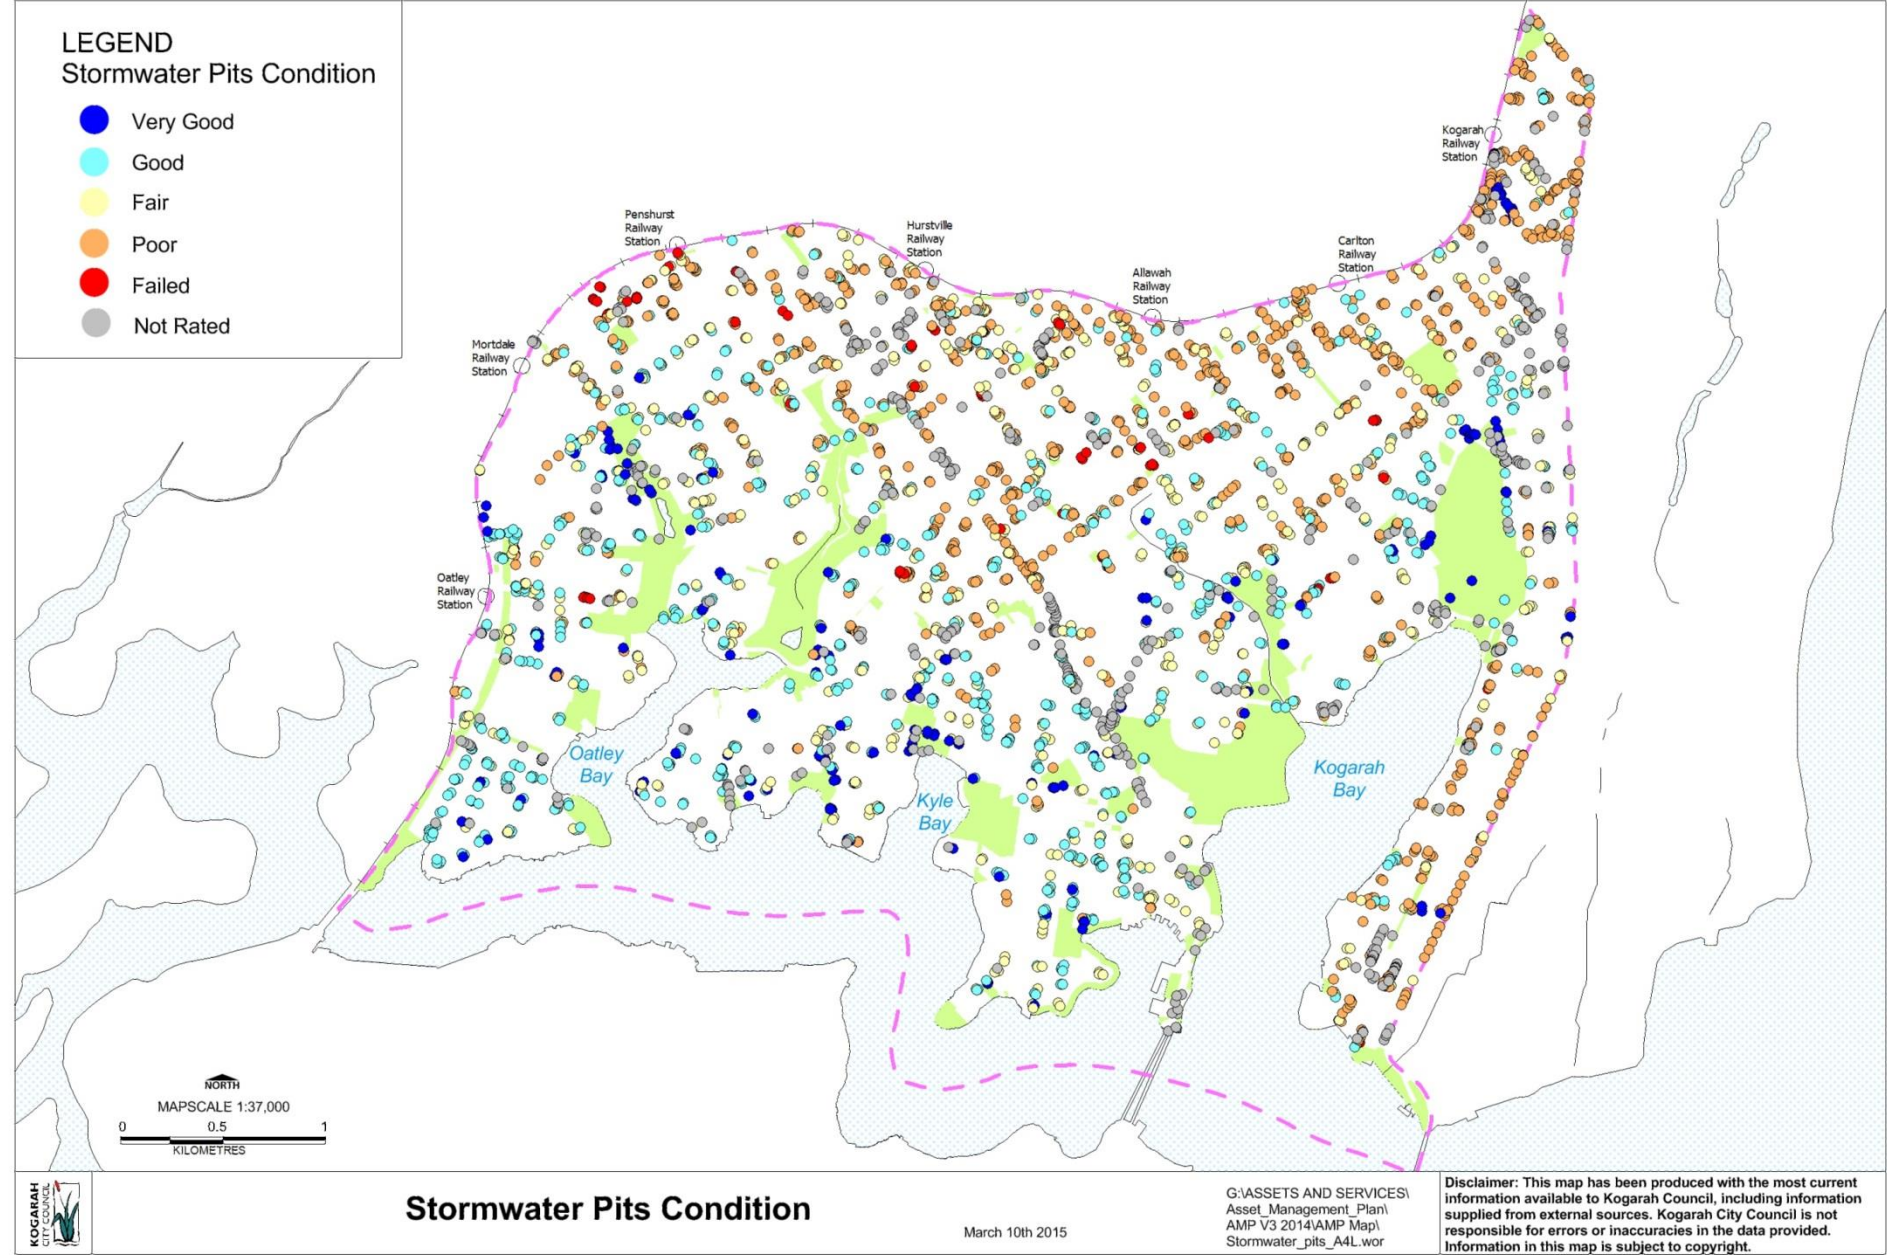 LEGEND
Stormwater Pits Condition
Very Good
Good
Fair
Poor
Failed
Not Rated
Kogarah
Railway
Station
Penshurst
Railway
Station
Hurstville
Railway
Station
Carlton
Railway
Station
Allawah
Railway
Station
Mortdale
Railway
Station
Oatley
Railway
Station
Oatley
Bay
Kyle
Bay
Kogarah
Bay
NORTH
MAPSCALE 1:37,000
0 0.5 1
KILOMETRES
KOGARAH
CITY COUNCIL
Stormwater Pits Condition
March 10th 2015
G:\ASSETS AND SERVICES\
Asset_Management_Plan\
AMP V3 2014\AMP Map\
Stormwater_pits_A4L.wor
Disclaimer: This map has been produced with the most current
information available to Kogarah Council, including information
supplied from external sources. Kogarah City Council is not
responsible for errors or inaccuracies in the data provided.
Information in this map is subject to copyright.